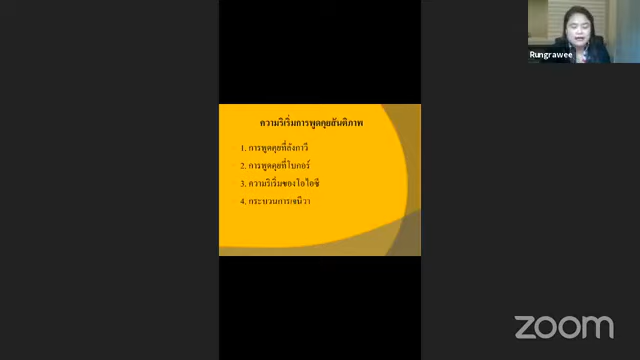 Rungrawee
ความริเริ่มการพูดคุยสันติภาพ
1. การพูดคุยที่ลังกาวี
2. การพูดคุยที่โบกอร์
3. ความริเริ่มของโอไอซี
4. กระบวนการเจนีวา
zoom